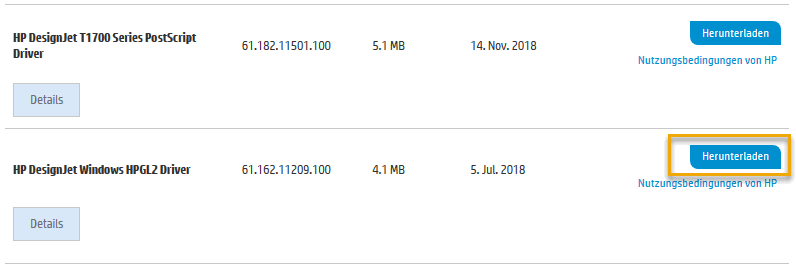 HP DesignJet T1700 Series PostScript
Driver
61.182.11501.100
5.1 MB
14. Nov. 2018
Herunterladen
Nutzungsbedingungen von HP
Details
HP DesignJet Windows HPGL2 Driver
61.162.11209.100
4.1 MB
5. Jul. 2018
Herunterladen
Nutzungsbedingungen von HP
Details